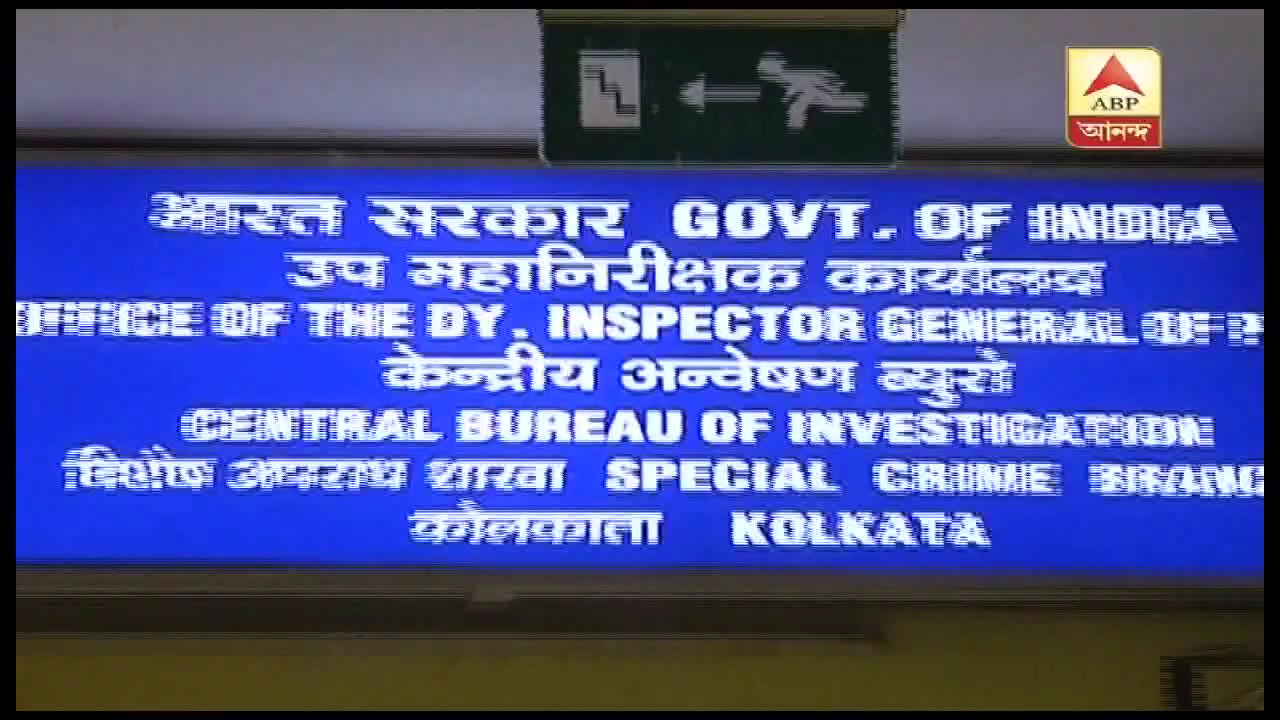 ABP
আনন্দ
भारत सरकार GOVT. OF INDIA
उप महानिरीक्षक कार्यालय
OFFICE OF THE DY. INSPECTOR GENERAL OF
केन्द्रीय अन्वेषण ब्युरो
CENTRAL BUREAU OF INVESTIGATION
विशेष अपराध शाखा SPECIAL CRIME
कोलकाता KOLKATA